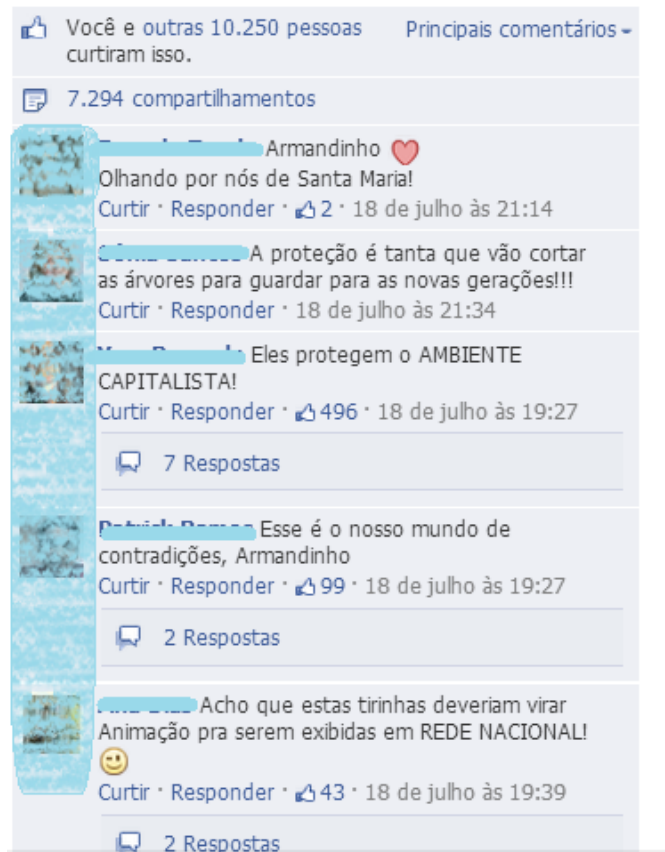 Você e outras 10.250 pessoas
curtiram isso.
Principais comentários
7.294 compartilhamentos
Armandinho
Olhando por nós de Santa Maria!
Curtir · Responder · 2 · 18 de julho às 21:14
A proteção é tanta que vão cortar
as árvores para guardar para as novas gerações!!!
Curtir · Responder · 18 de julho às 21:34
Eles protegem o AMBIENTE
CAPITALISTA!
Curtir · Responder · 496 · 18 de julho às 19:27
7 Respostas
Esse é o nosso mundo de
contradições, Armandinho
Curtir · Responder · 99 · 18 de julho às 19:27
2 Respostas
Acho que estas tirinhas deveriam virar
Animação pra serem exibidas em REDE NACIONAL!
Curtir · Responder · 43 · 18 de julho às 19:39
2 Respostas